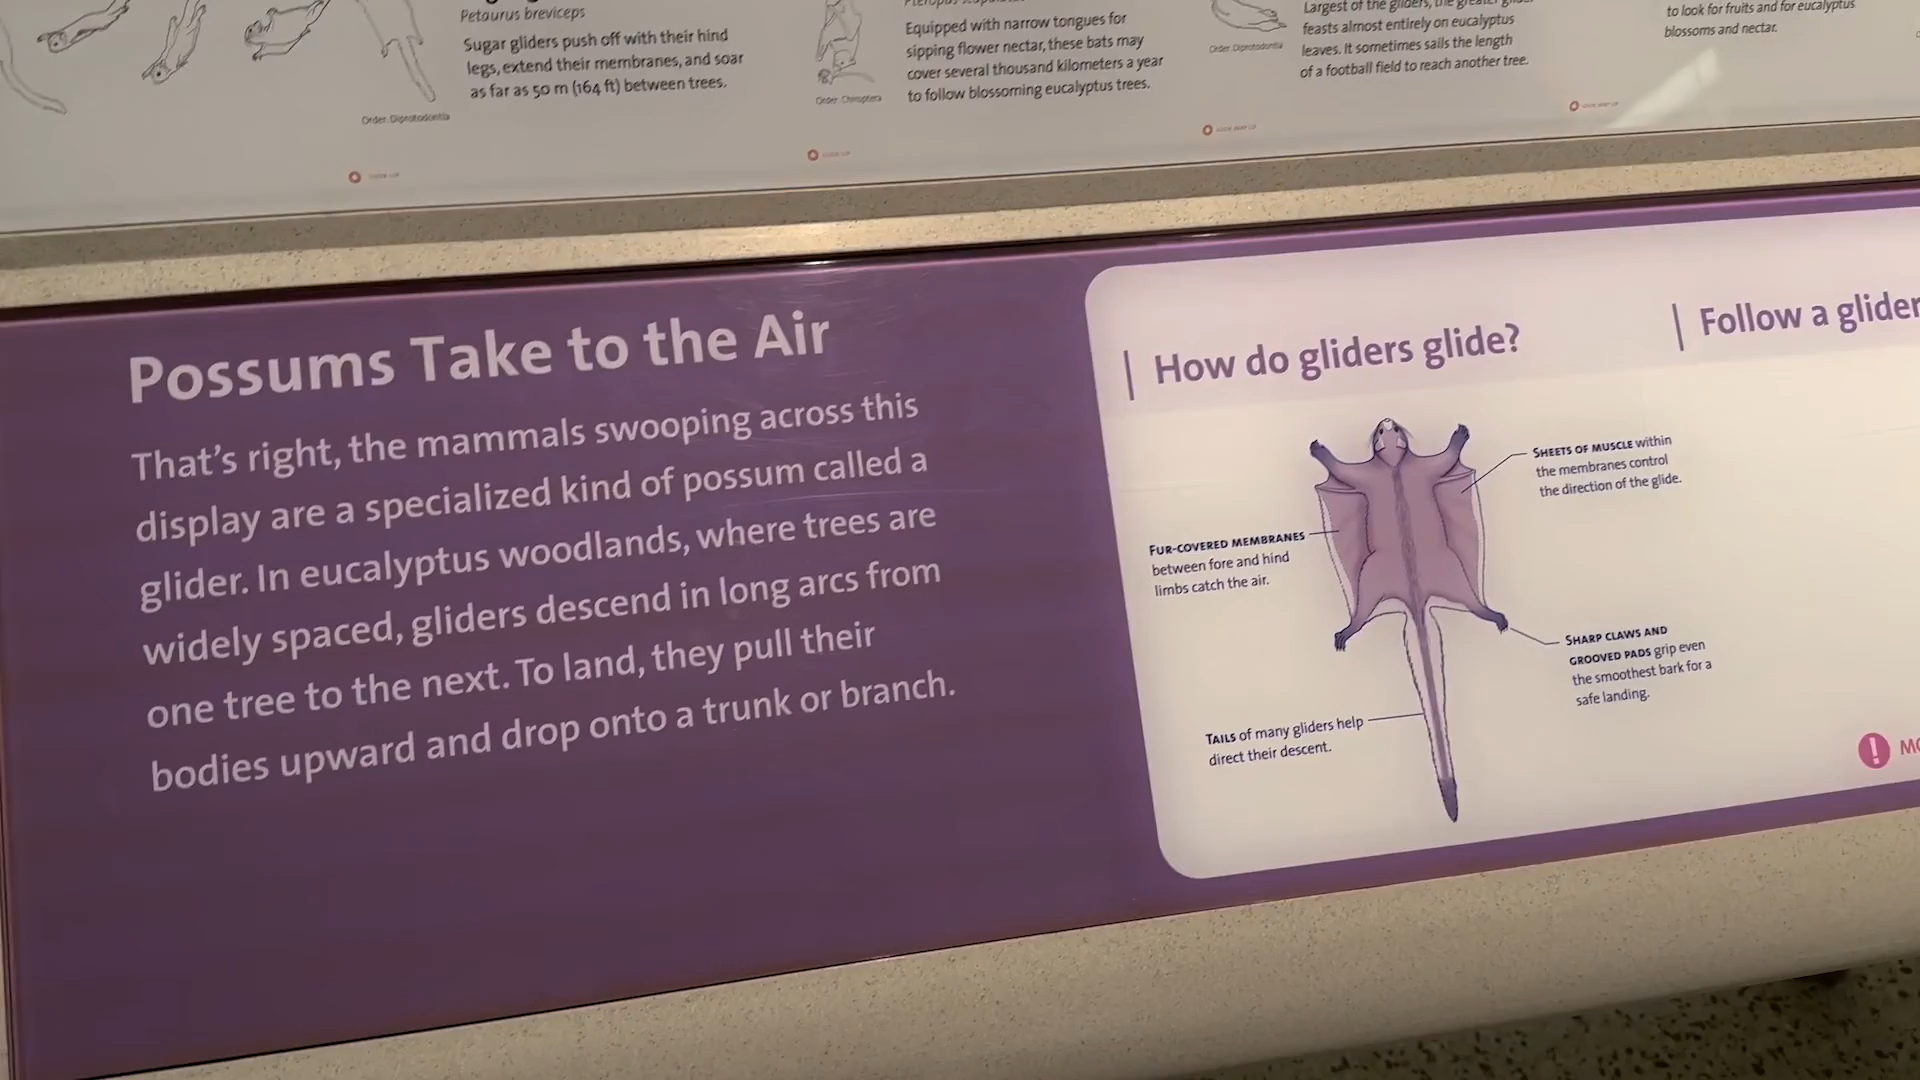 Petaurus breviceps
Sugar gliders push off with their hind
legs, extend their membranes, and soar
as far as 50 m (164 ft) between trees.
Order: Diprotodontia
Equipped with narrow tongues for
sipping flower nectar, these bats may
cover several thousand kilometers a year
to follow blossoming eucalyptus trees.
Order: Chiroptera
Largest of the gliders, the greater glider
feasts almost entirely on eucalyptus
leaves. It sometimes sails the length
of a football field to reach another tree.
Order: Diprotodontia
to look for fruits and for eucalyptus
blossoms and nectar.
Possums Take to the Air
That's right, the mammals swooping across this
display are a specialized kind of possum called a
glider. In eucalyptus woodlands, where trees are
widely spaced, gliders descend in long arcs from
one tree to the next. To land, they pull their
bodies upward and drop onto a trunk or branch.
How do gliders glide?
SHEETS OF MUSCLE within
the membranes control
the direction of the glide.
FUR-COVERED MEMBRANES
between fore and hind
limbs catch the air.
SHARP CLAWS AND
GROOVED PADS grip even
the smoothest bark for a
safe landing.
TAILS of many gliders help
direct their descent.
Follow a glider